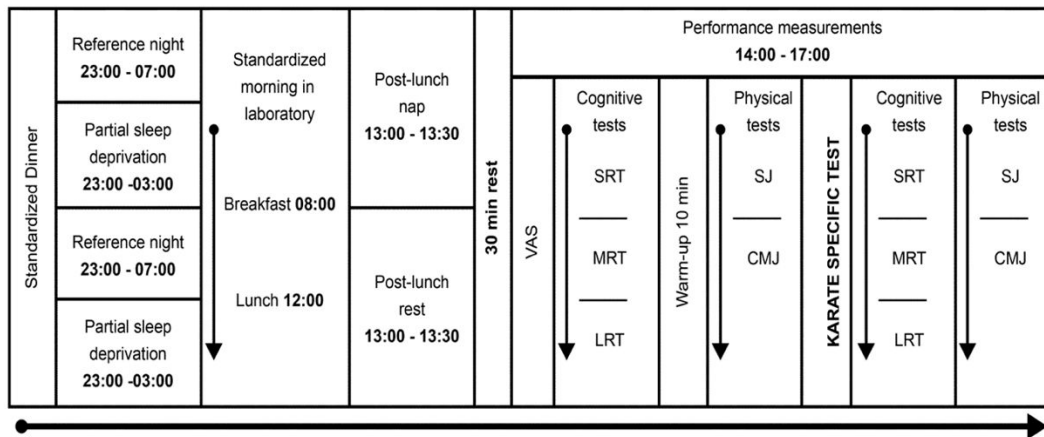 Standardized Dinner
Reference night
23:00 - 07:00
Partial sleep
deprivation
23:00 -03:00
Reference night
23:00 - 07:00
Partial sleep
deprivation
23:00 -03:00
Standardized
morning in
laboratory
Breakfast 08:00
Lunch 12:00
Post-lunch
nap
13:00 - 13:30
Post-lunch
rest
13:00 - 13:30
30 min rest
Performance measurements
14:00 - 17:00
VAS
Cognitive
tests
SRT
MRT
LRT
Warm-up 10 min
Physical
tests
SJ
CMJ
KARATE SPECIFIC TEST
Cognitive
tests
SRT
MRT
LRT
Physical
tests
SJ
CMJ